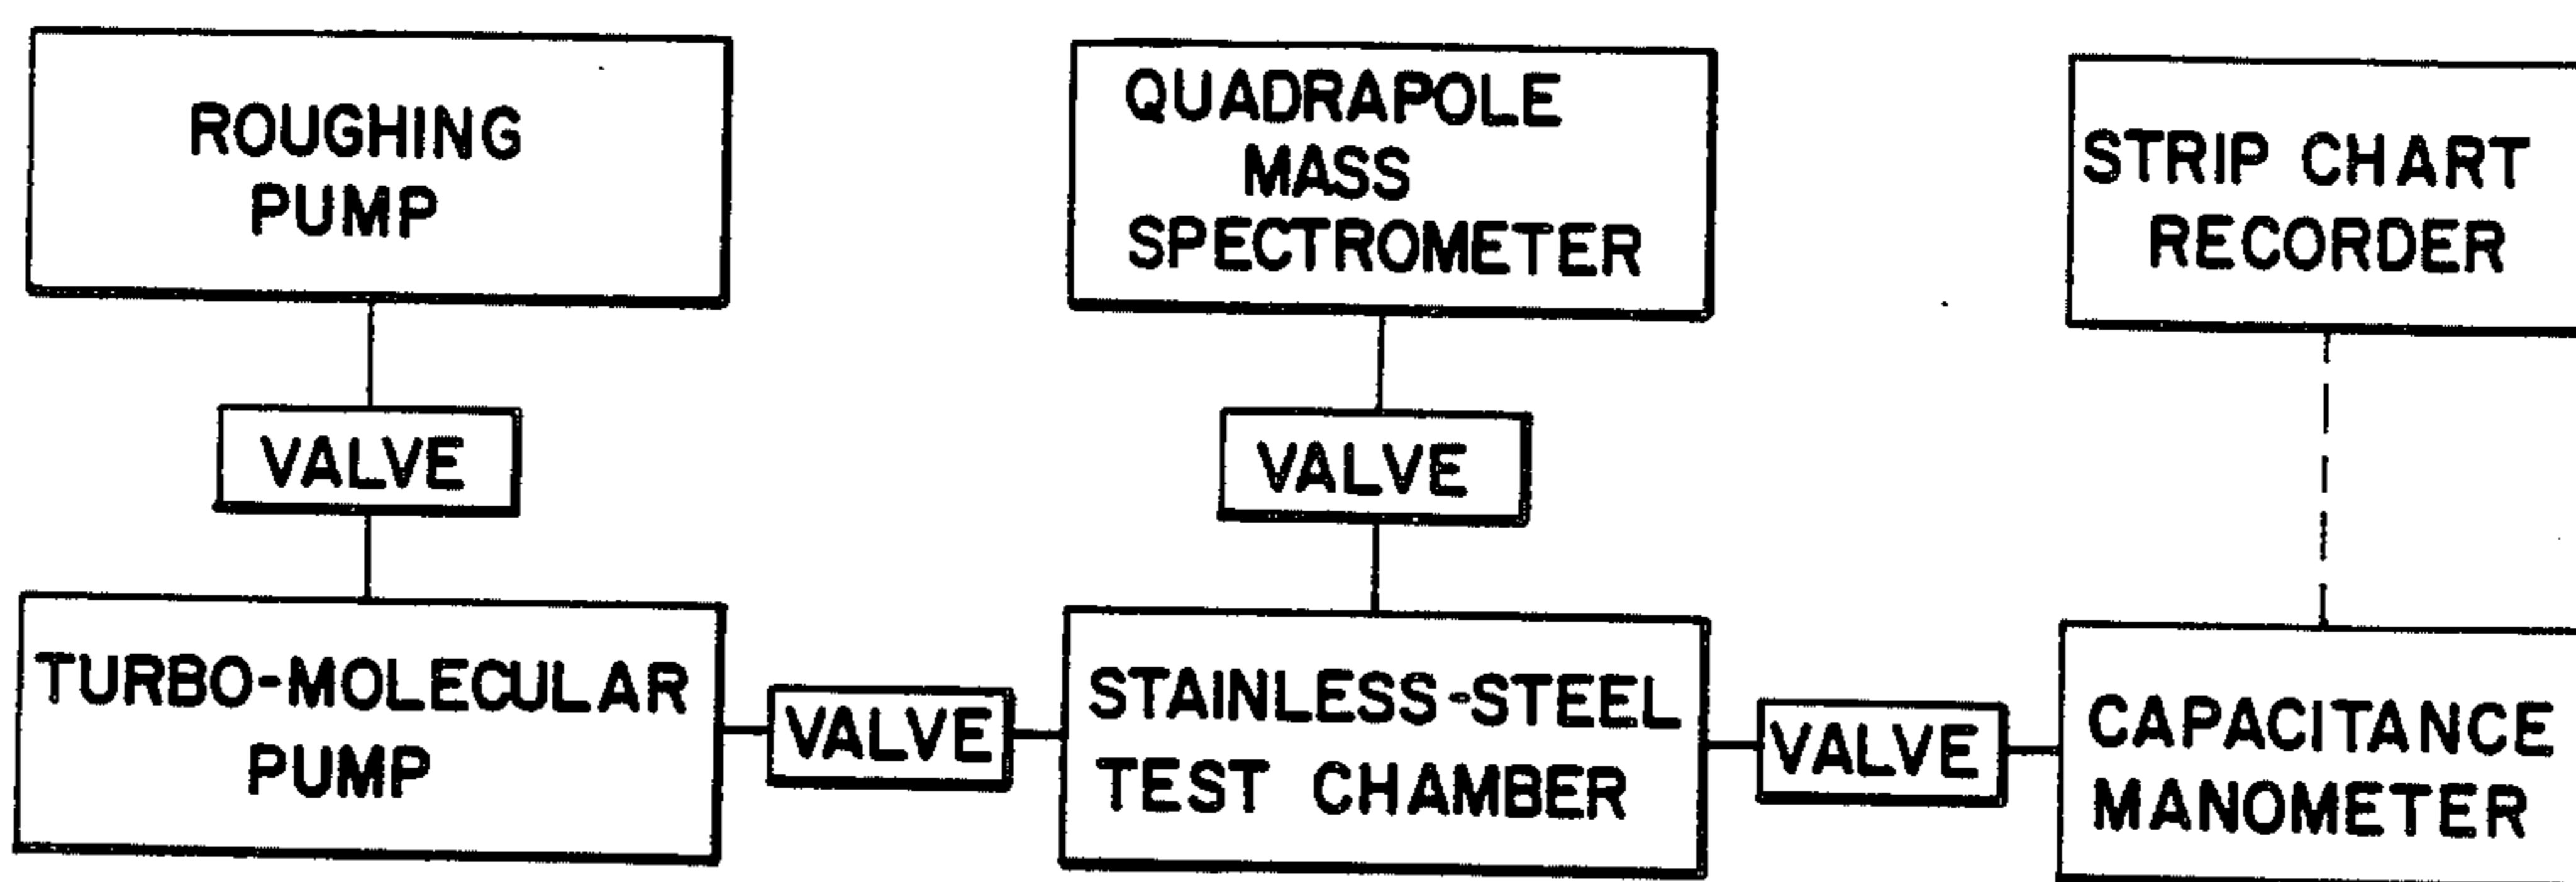 ROUGHING
PUMP
QUADRAPOLE
MASS
SPECTROMETER
STRIP CHART
RECORDER
VALVE
VALVE
TURBO-MOLECULAR
PUMP
VALVE
STAINLESS-STEEL
TEST CHAMBER
VALVE
CAPACITANCE
MANOMETER